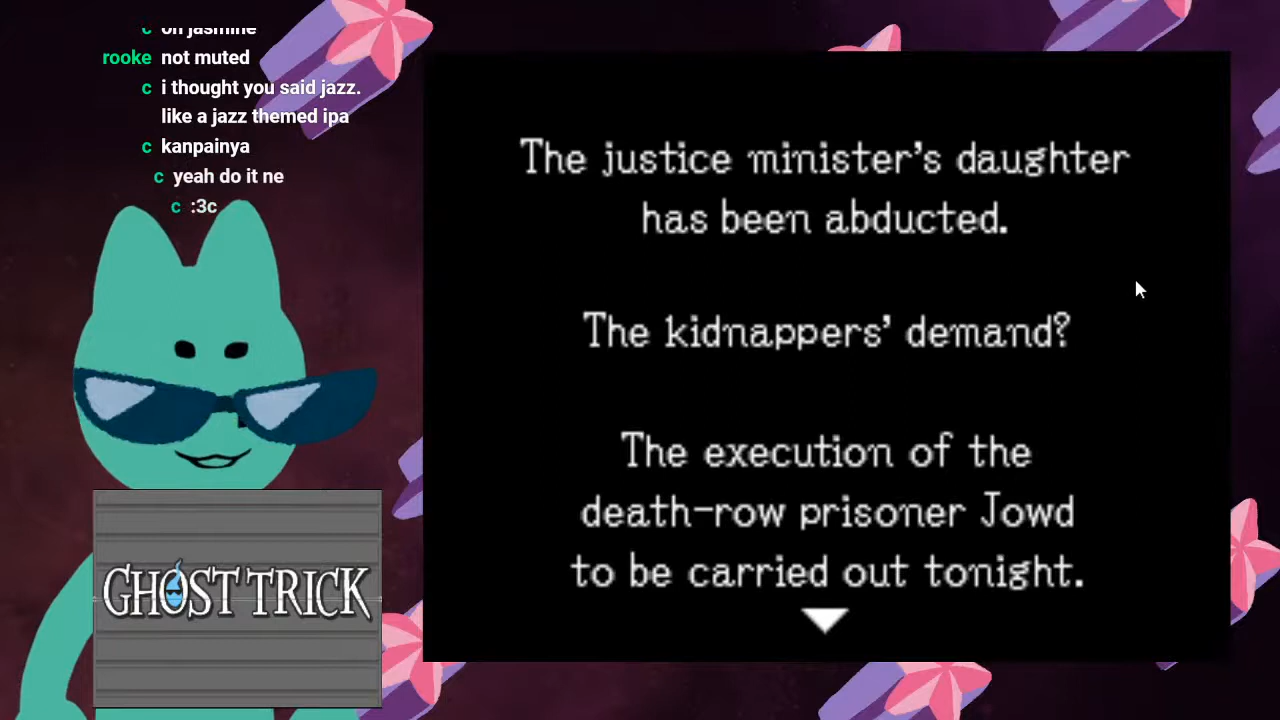 c oh jasmine
rooke not muted
c i thought you said jazz.
like a jazz themed ipa
c kanpainya
c yeah do it ne
c :3c
GHOST TRICK
The justice minister's daughter
has been abducted.
The kidnappers' demand?
The execution of the
death-row prisoner Jowd
to be carried out tonight.